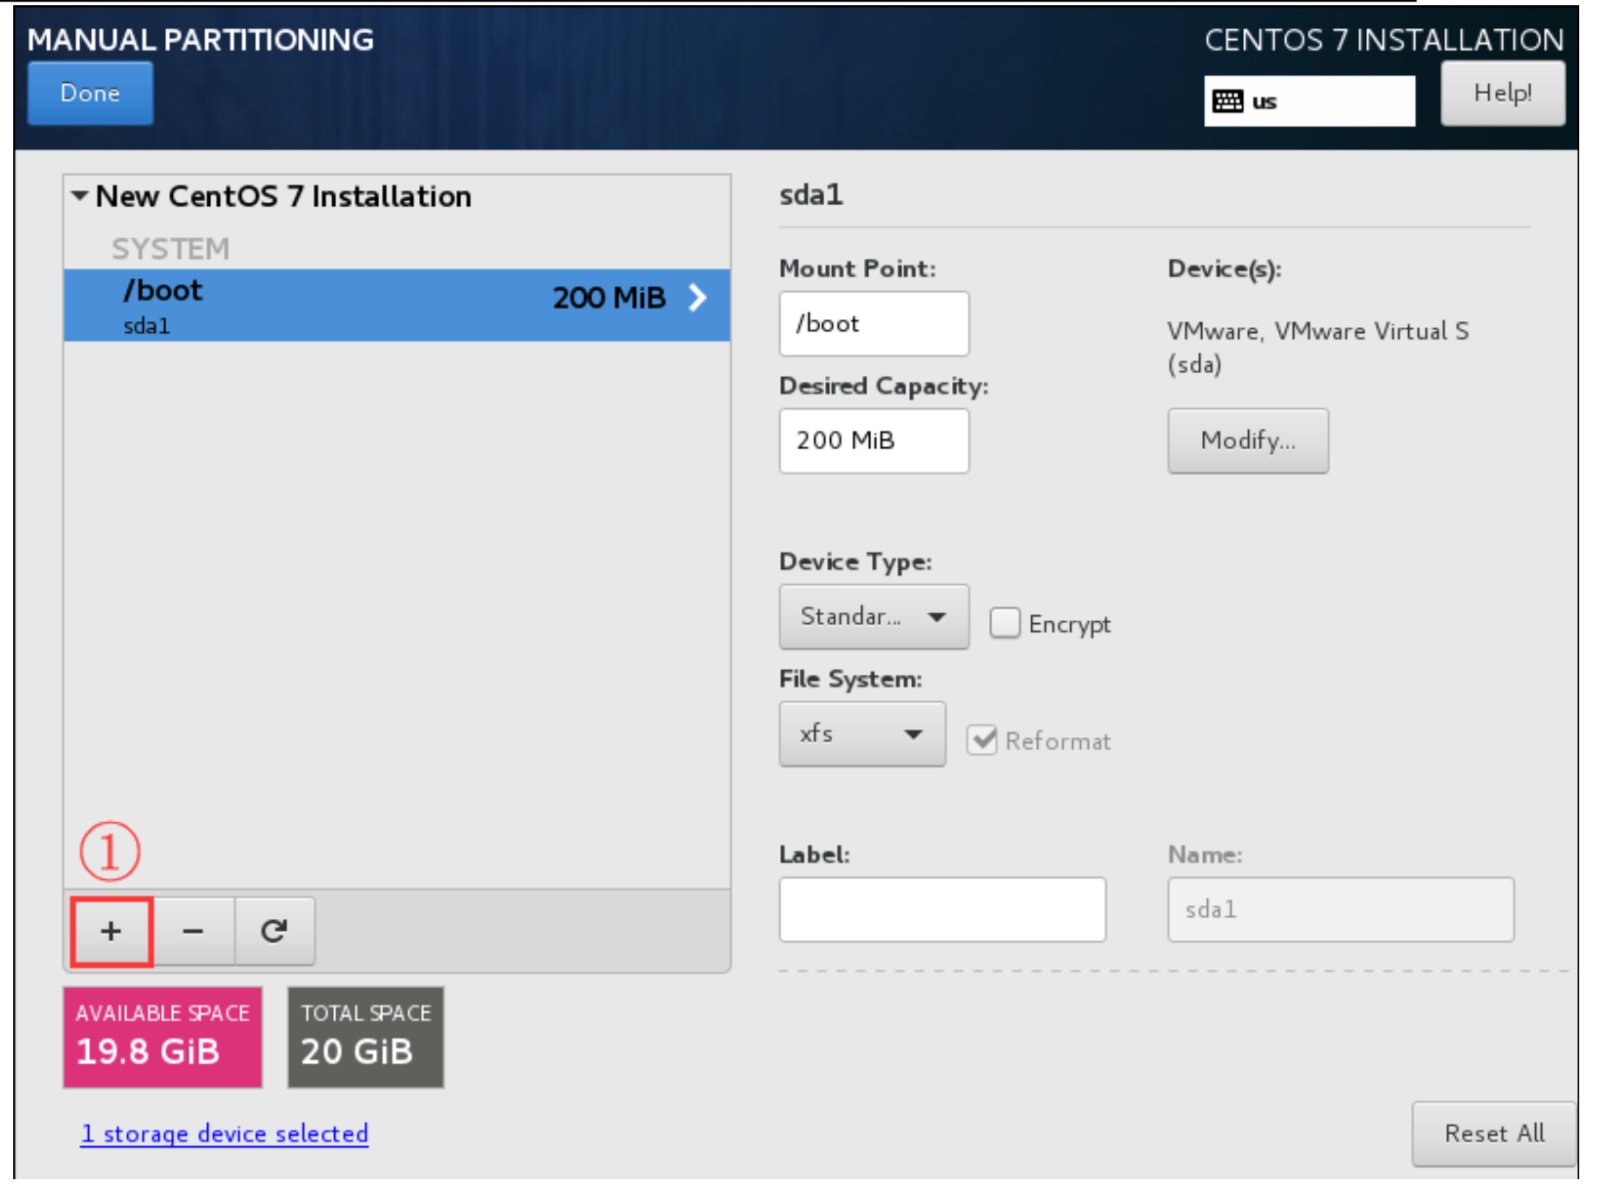 MANUAL PARTITIONING
CENTOS 7 INSTALLATION
Done
us
Help!
New CentOS 7 Installation
SYSTEM
/boot
200 MiB
sda1
sda1
Mount Point:
Device(s):
/boot
VMware, VMware Virtual S
(sda)
Desired Capacity:
200 MiB
Modify...
Device Type:
Standar...
Encrypt
File System:
xfs
Reformat
①
Label:
Name:
sda1
+ −
AVAILABLE SPACE
19.8 GiB
TOTAL SPACE
20 GiB
1 storage device selected
Reset All